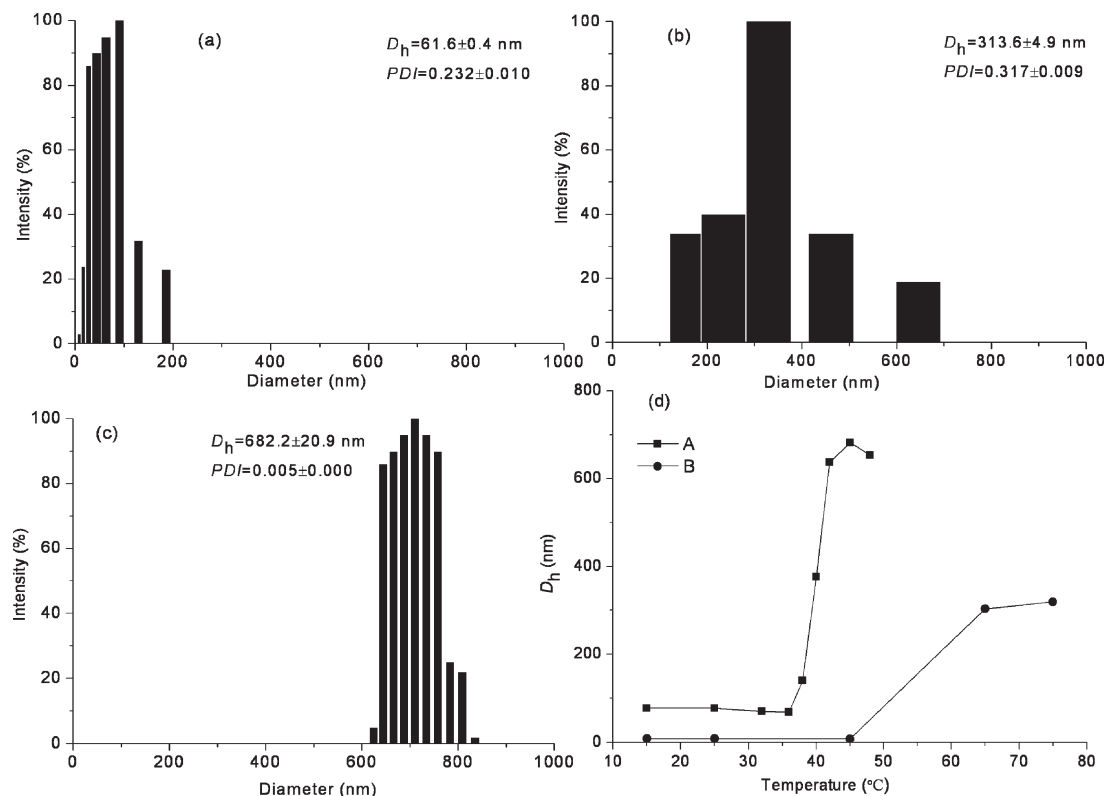 (a)
D_h=61.6±0.4 nm
PDI=0.232±0.010
Intensity (%)
100
80
60
40
20
0
0 200 400 600 800 1000
Diameter (nm)
(b)
D_h=313.6±4.9 nm
PDI=0.317±0.009
Intensity (%)
100
80
60
40
20
0
0 200 400 600 800 1000
Diameter (nm)
(c)
D_h=682.2±20.9 nm
PDI=0.005±0.000
Intensity (%)
100
80
60
40
20
0
0 200 400 600 800 1000
Diameter (nm)
(d)
A
B
D_h (nm)
800
600
400
200
0
10 20 30 40 50 60 70 80
Temperature (°C)